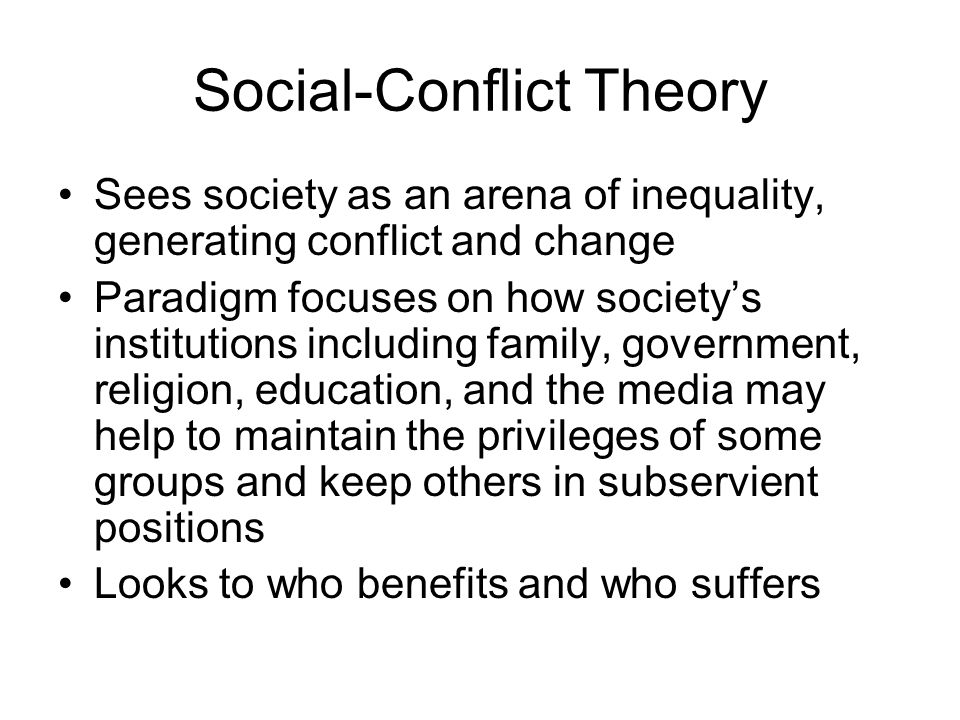 Social-Conflict Theory
• Sees society as an arena of inequality,
generating conflict and change
• Paradigm focuses on how society’s
institutions including family, government,
religion, education, and the media may
help to maintain the privileges of some
groups and keep others in subservient
positions
• Looks to who benefits and who suffers